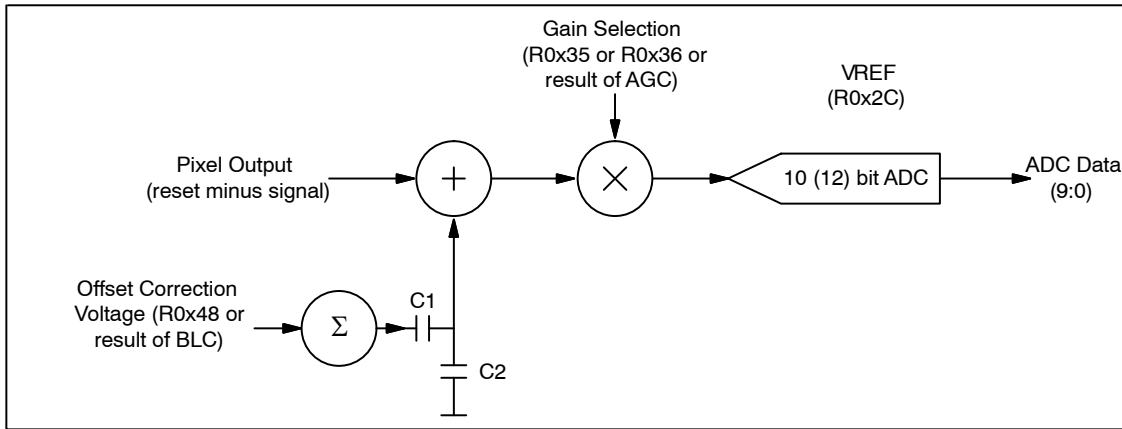 Gain Selection
(R0x35 or R0x36 or
result of AGC)
VREF
(R0x2C)
Pixel Output
(reset minus signal)
+
×
10 (12) bit ADC
ADC Data
(9:0)
Offset Correction
Voltage (R0x48 or
result of BLC)
Σ
C1
C2